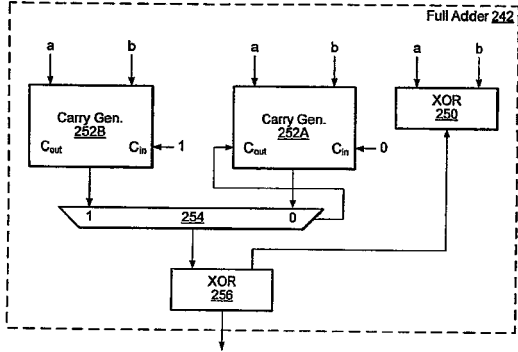 Full Adder 242
a b a b a b
Carry Gen.
252B
Cout Cin 1
Carry Gen.
252A
Cout Cin 0
XOR
250
1 254 0
XOR
256